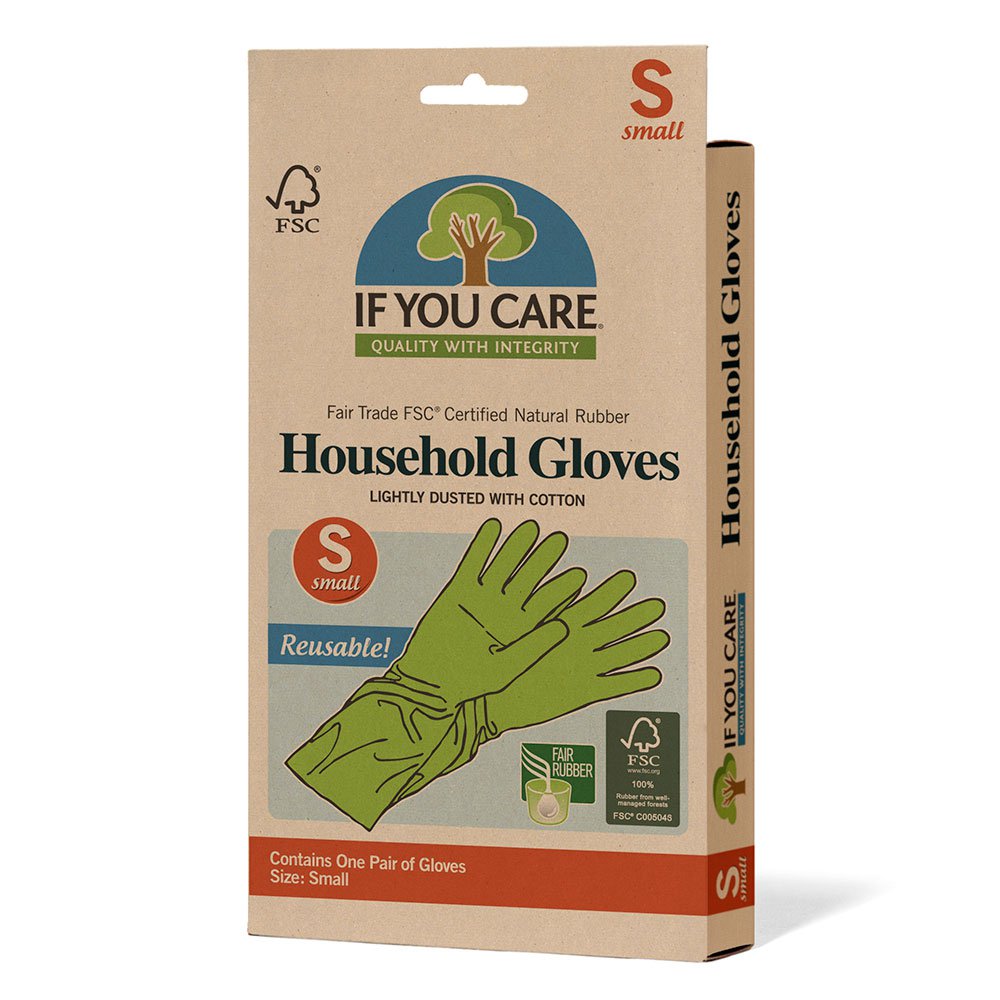 S
small
FSC®
IF YOU CARE®
QUALITY WITH INTEGRITY
Fair Trade FSC® Certified Natural Rubber
Household Gloves
LIGHTLY DUSTED WITH COTTON
S
small
Reusable!
FAIR
RUBBER
FSC
www.fsc.org
100%
Rubber from well-
managed forests
FSC® C005048
Contains One Pair of Gloves
Size: Small
Household Gloves
IF YOU CARE
QUALITY WITH INTEGRITY
S
small